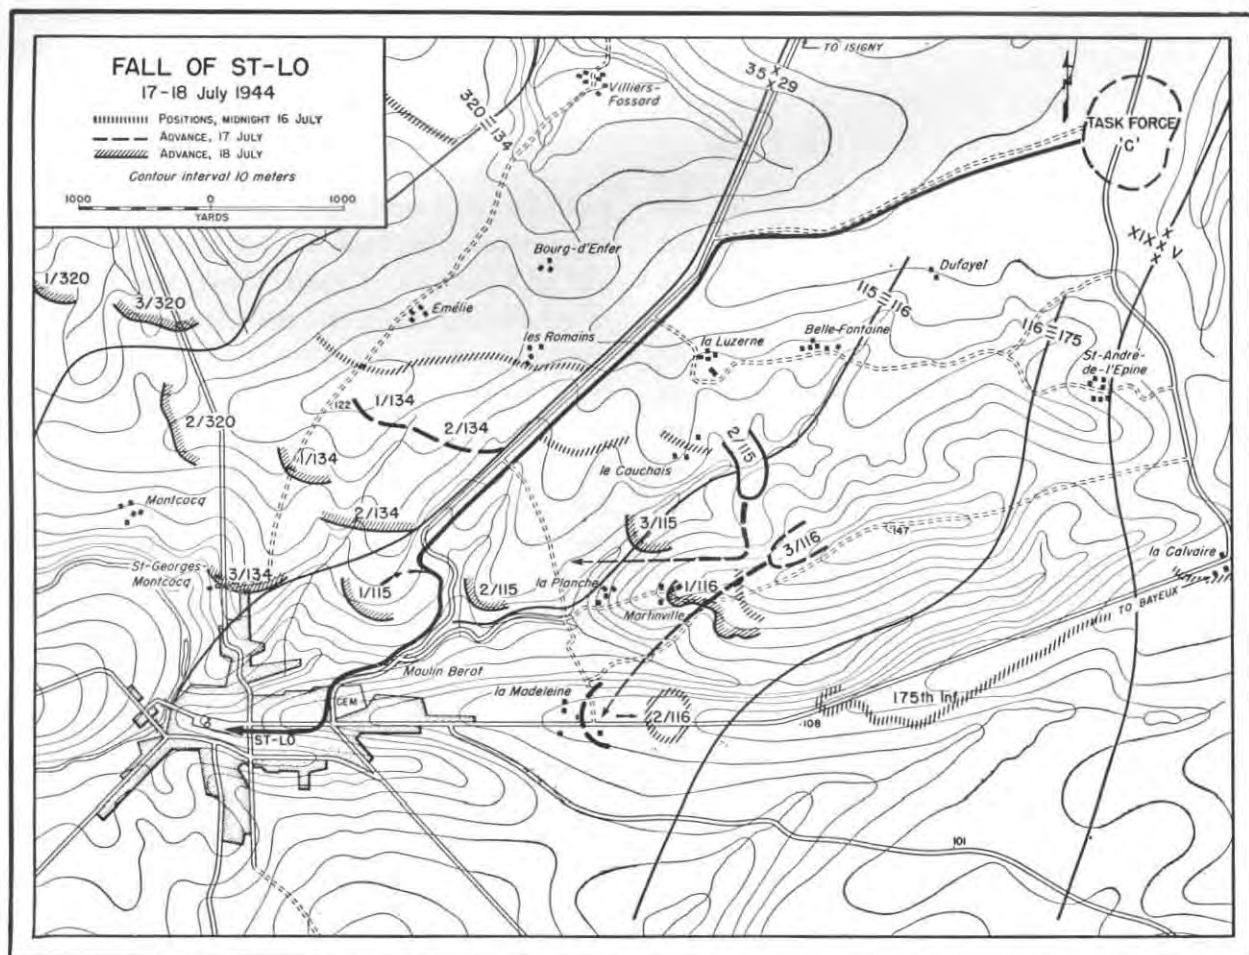 FALL OF ST-LO
17-18 July 1944
POSITIONS, MIDNIGHT 16 JULY
ADVANCE, 17 JULY
ADVANCE, 18 JULY
Contour interval 10 meters
1000 0 1000
YARDS
TO ISIGNY
35 X X 29
Villiers-
Fossard
320 134
TASK FORCE
'C'
XIX XXX V
Bourg-d'Enfer
Dufayel
1/320
3/320
Emélie
les Romains
la Luzerne
Belle-Fontaine
115 116
116 175
St-André-
de-l'Epine
122
1/134
2/134
2/320
1/134
2/115
le Cauchais
Montcocq
2/134
3/115
3/116
147
la Calvaire
St-Georges-
Montcocq
3/134
1/115
2/115
la Planche
1/116
Martinville
TO BAYEUX
Moulin Berot
la Madeleine
175th Inf
CEM
2/116
108
ST-LO
101